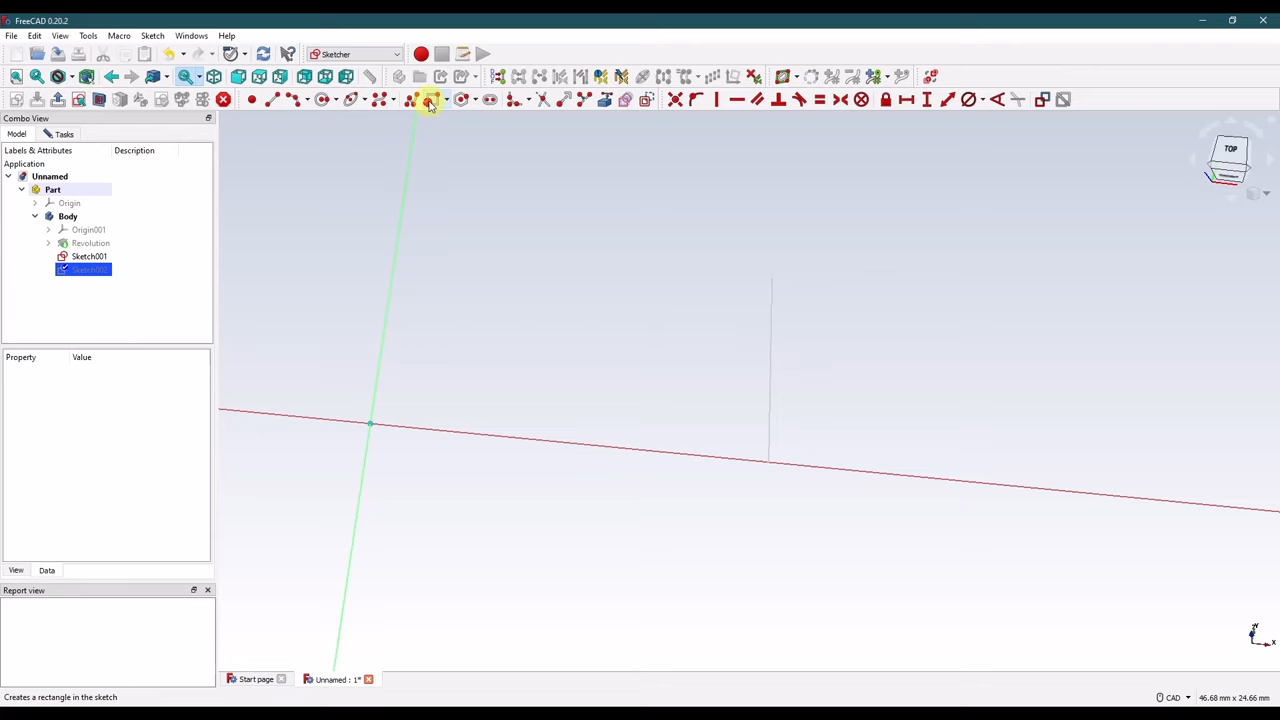 FreeCAD 0.20.2
File Edit View Tools Macro Sketch Windows Help
Sketcher
Combo View
Model Tasks
Labels & Attributes Description
Application
Unnamed
Part
Origin
Body
Origin001
Revolution
Sketch001
Sketch002
Property Value
View Data
Report view
TOP
Y
X
Start page Unnamed : 1*
Creates a rectangle in the sketch
CAD 46.68 mm x 24.66 mm